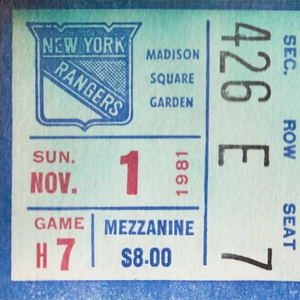 NEW YORK
RANGERS
MADISON
SQUARE
GARDEN
SUN.
NOV. 1 1981
GAME
H 7
MEZZANINE
$8.00
426 E 7
SEC. ROW SEAT